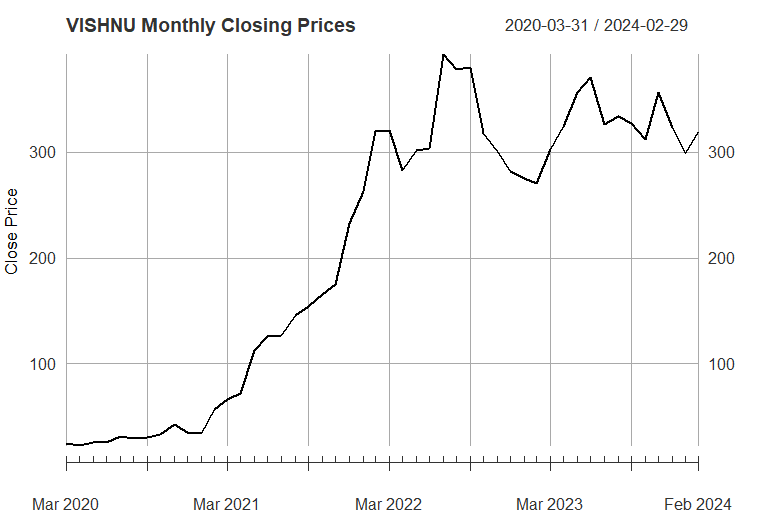 VISHNU Monthly Closing Prices
2020-03-31 / 2024-02-29
Close Price
300
200
100
300
200
100
Mar 2020
Mar 2021
Mar 2022
Mar 2023
Feb 2024